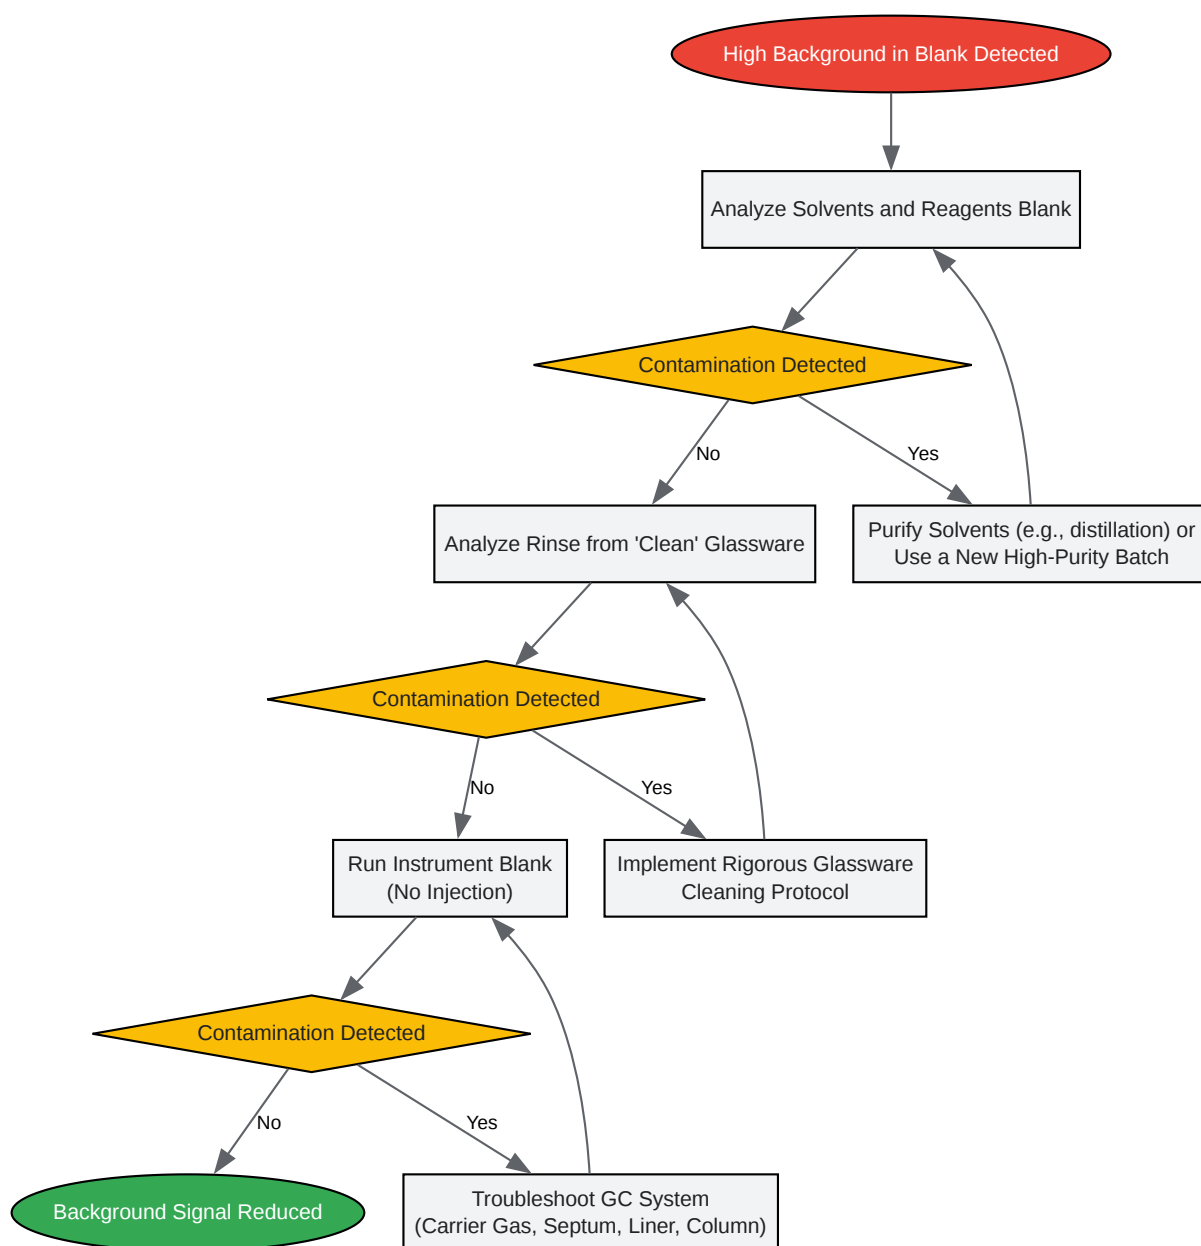 High Background in Blank Detected
Analyze Solvents and Reagents Blank
Contamination Detected
No
Yes
Analyze Rinse from 'Clean' Glassware
Purify Solvents (e.g., distillation) or
Use a New High-Purity Batch
Contamination Detected
No
Yes
Run Instrument Blank
(No Injection)
Implement Rigorous Glassware
Cleaning Protocol
Contamination Detected
No
Yes
Background Signal Reduced
Troubleshoot GC System
(Carrier Gas, Septum, Liner, Column)